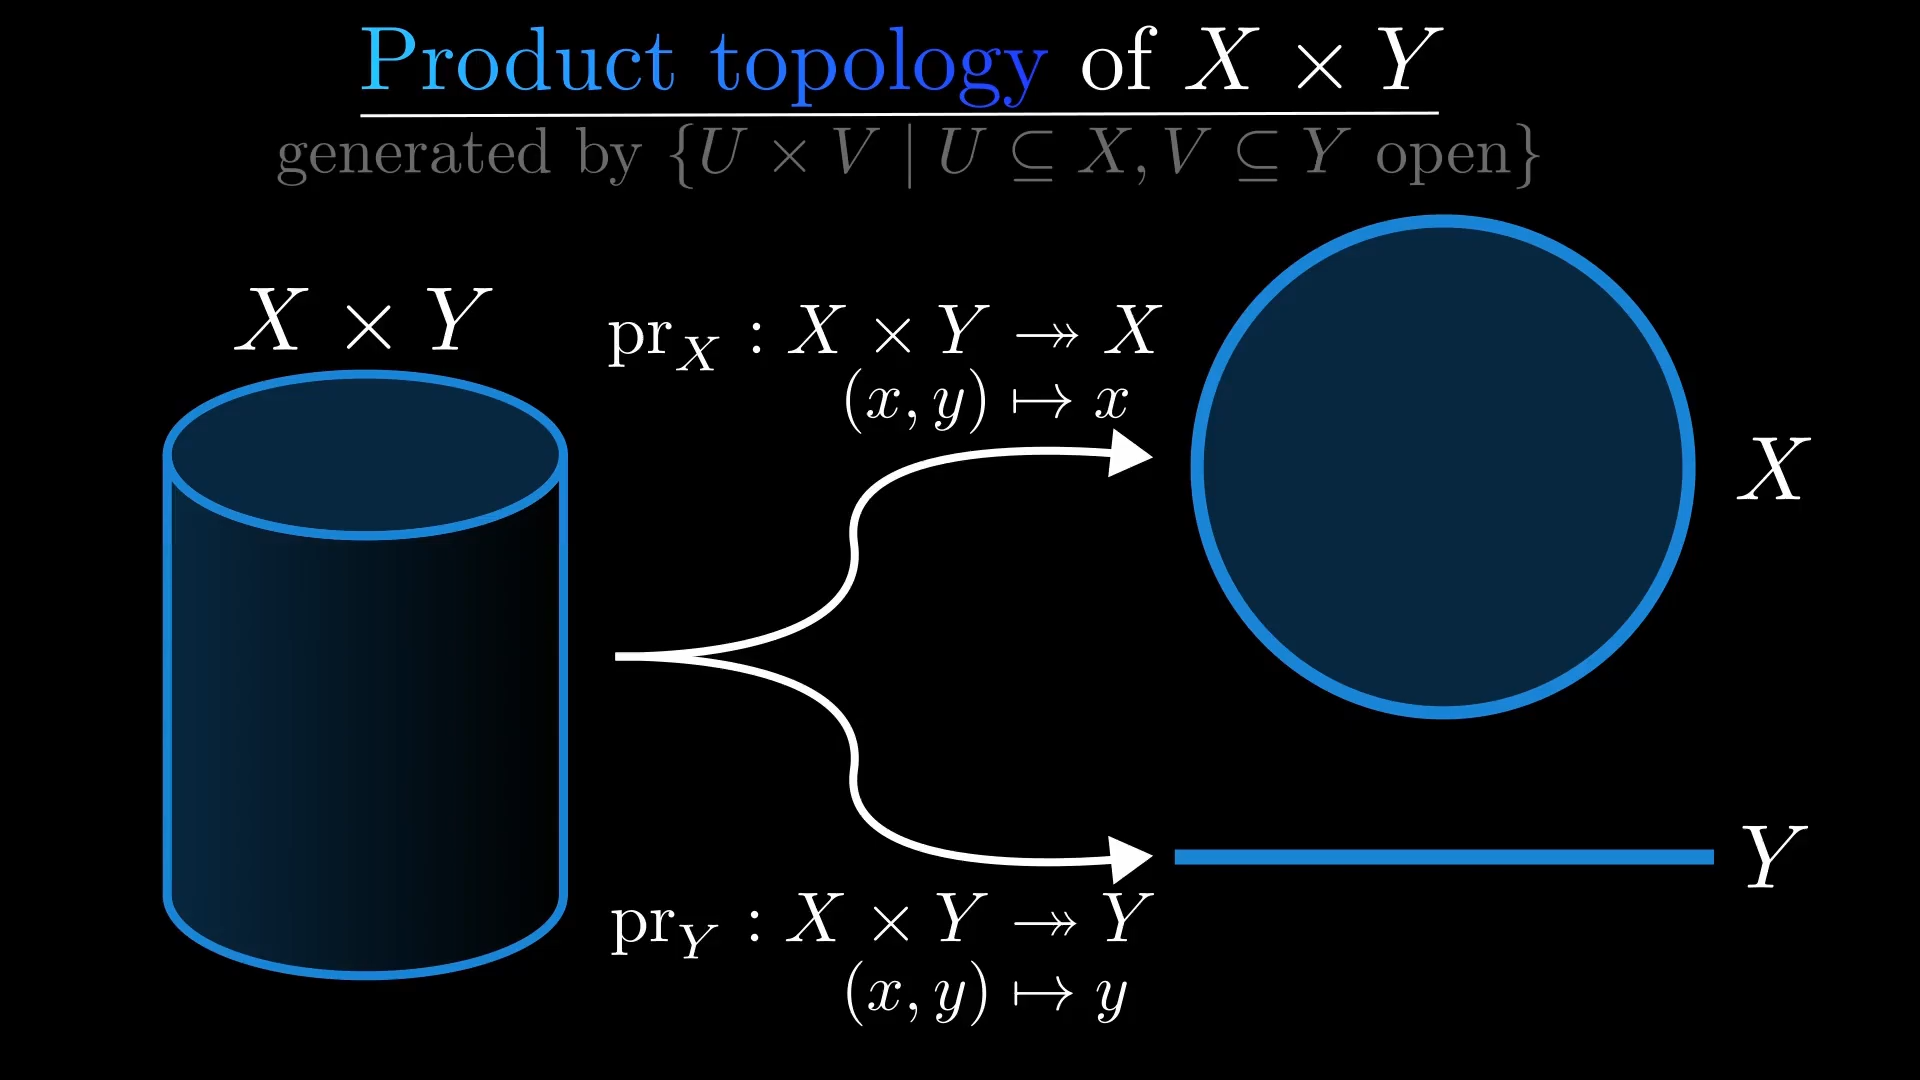 Product topology of X × Y
generated by {U × V | U ⊆ X, V ⊆ Y open}
X × Y
pr_X : X × Y ↠ X
(x, y) ↦ x
X
Y
pr_Y : X × Y ↠ Y
(x, y) ↦ y